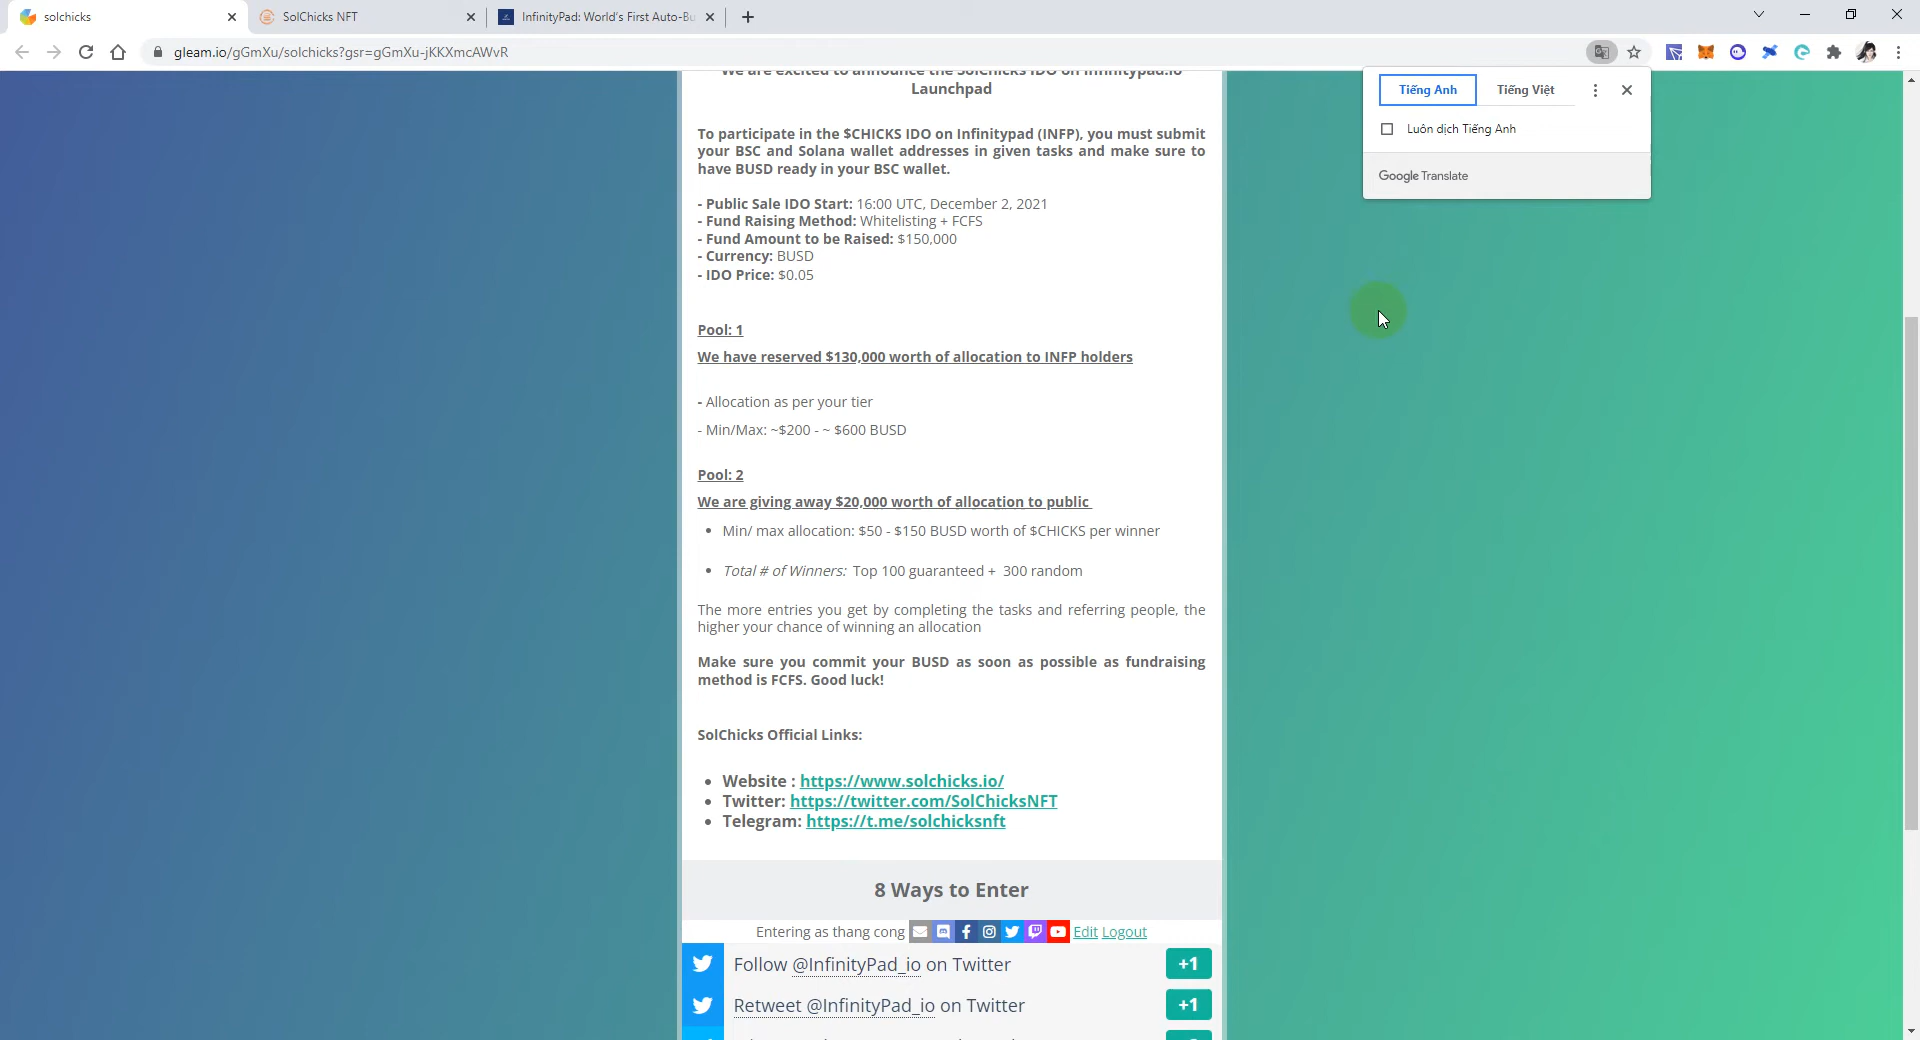 solchicks
SolChicks NFT
InfinityPad: World's First Auto-Bu
gleam.io/gGmXu/solchicks?gsr=gGmXu-jKKXmcAWvR
Tiếng Anh
Tiếng Việt
Luôn dịch Tiếng Anh
Google Translate
We are excited to announce the SolChicks IDO on Infinitypad.io
Launchpad
To participate in the $CHICKS IDO on Infinitypad (INFP), you must submit
your BSC and Solana wallet addresses in given tasks and make sure to
have BUSD ready in your BSC wallet.
- Public Sale IDO Start: 16:00 UTC, December 2, 2021
- Fund Raising Method: Whitelisting + FCFS
- Fund Amount to be Raised: $150,000
- Currency: BUSD
- IDO Price: $0.05
Pool: 1
We have reserved $130,000 worth of allocation to INFP holders
- Allocation as per your tier
- Min/Max: ~$200 - ~ $600 BUSD
Pool: 2
We are giving away $20,000 worth of allocation to public
• Min/ max allocation: $50 - $150 BUSD worth of $CHICKS per winner
• Total # of Winners: Top 100 guaranteed + 300 random
The more entries you get by completing the tasks and referring people, the
higher your chance of winning an allocation
Make sure you commit your BUSD as soon as possible as fundraising
method is FCFS. Good luck!
SolChicks Official Links:
• Website : https://www.solchicks.io/
• Twitter: https://twitter.com/SolChicksNFT
• Telegram: https://t.me/solchicksnft
8 Ways to Enter
Entering as thang cong Edit Logout
Follow @InfinityPad_io on Twitter +1
Retweet @InfinityPad_io on Twitter +1